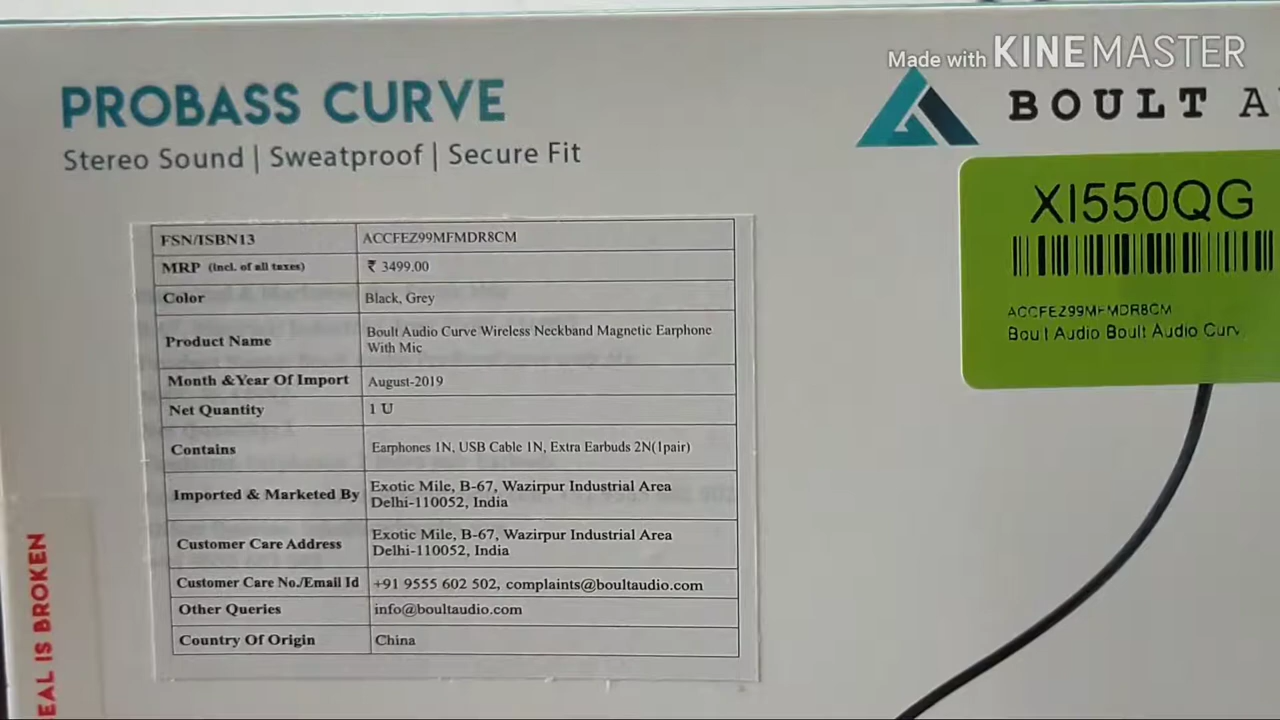 Made with KINEMASTER
PROBASS CURVE
Stereo Sound | Sweatproof | Secure Fit
BOULT
XI550QG
ACCFEZ99MFMDR8CM
Boult Audio Boult Audio Curv
FSN/ISBN13 ACCFEZ99MFMDR8CM
MRP (incl. of all taxes) ₹ 3499.00
Color Black, Grey
Product Name Boult Audio Curve Wireless Neckband Magnetic Earphone
With Mic
Month &Year Of Import August-2019
Net Quantity 1 U
Contains Earphones 1N, USB Cable 1N, Extra Earbuds 2N(1pair)
Imported & Marketed By Exotic Mile, B-67, Wazirpur Industrial Area
Delhi-110052, India
Customer Care Address Exotic Mile, B-67, Wazirpur Industrial Area
Delhi-110052, India
Customer Care No./Email Id +91 9555 602 502, complaints@boultaudio.com
Other Queries info@boultaudio.com
Country Of Origin China
IS BROKEN